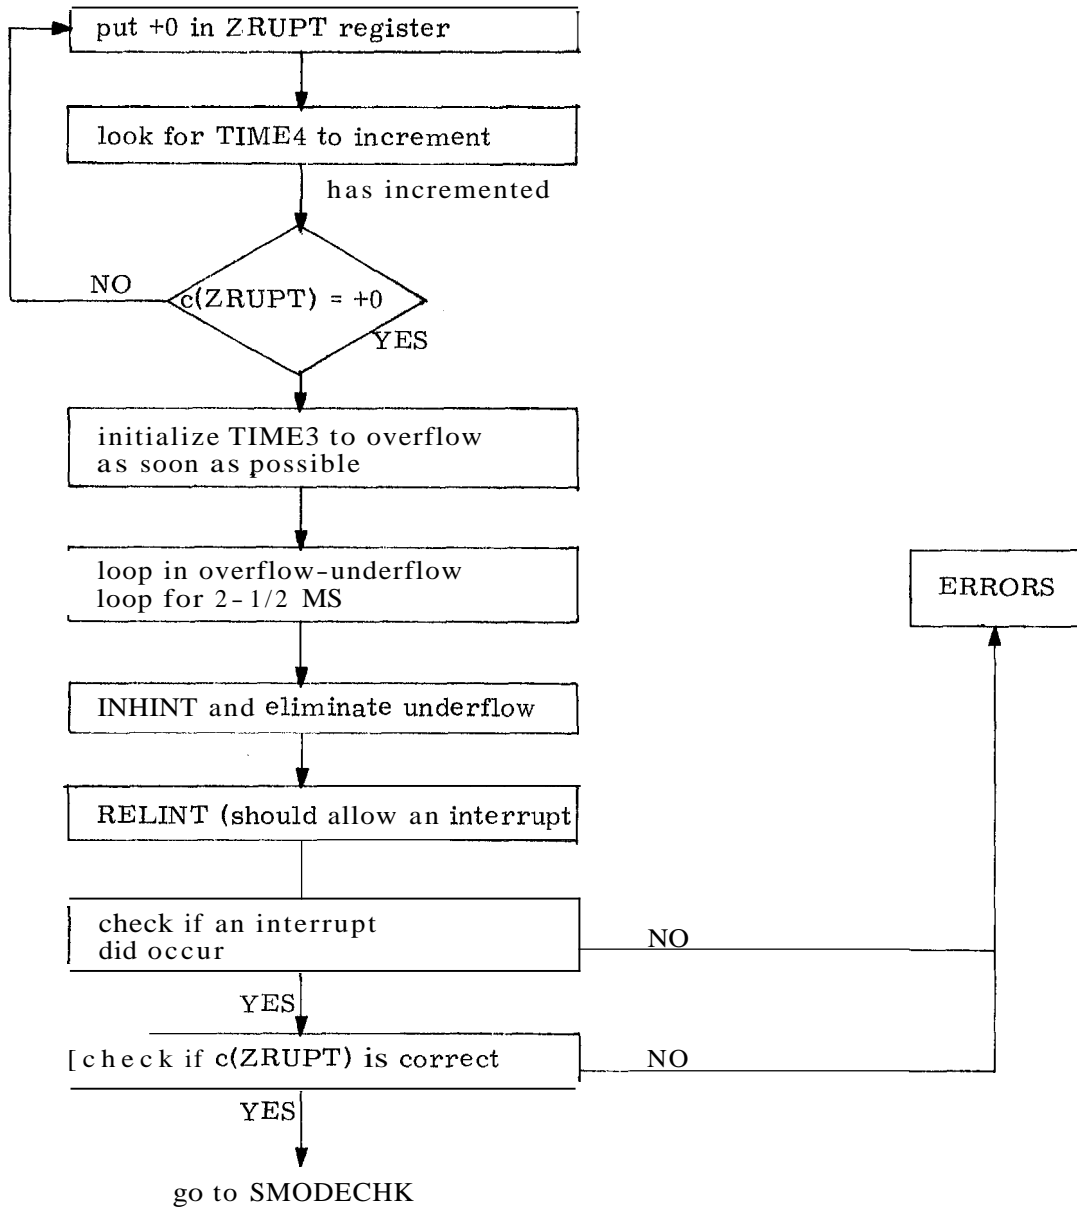 put +0 in ZRUPT register
look for TIME4 to increment
has incremented
NO
c(ZRUPT) = +0
YES
initialize TIME3 to overflow
as soon as possible
loop in overflow-underflow
loop for 2-1/2 MS
ERRORS
INHINT and eliminate underflow
RELINT (should allow an interrupt
check if an interrupt
did occur
NO
YES
[check if c(ZRUPT) is correct
NO
YES
go to SMODECHK